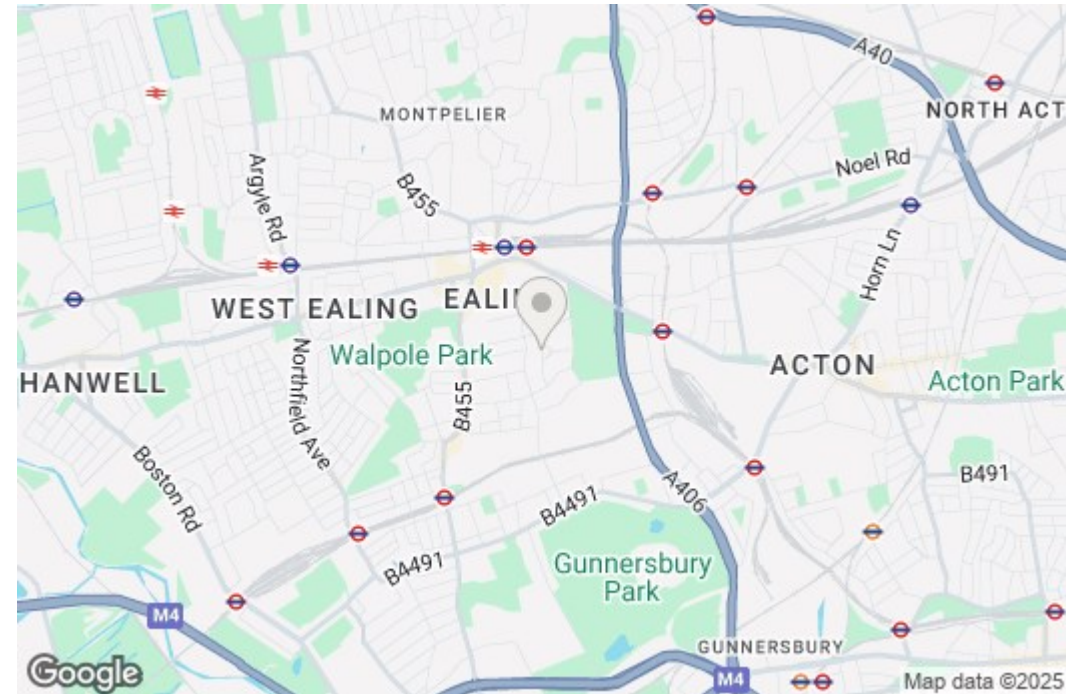 A40
NORTH ACT
MONTPELIER
Noel Rd
Argyle Rd
B455
Horn Ln
WEST EALING
EALI
Walpole Park
HANWELL
ACTON
Acton Park
Northfield Ave
B455
Boston Rd
B491
A406
B4491
B4491
Gunnersbury
Park
M4
GUNNERSBURY
M4
Google
Map data ©2025